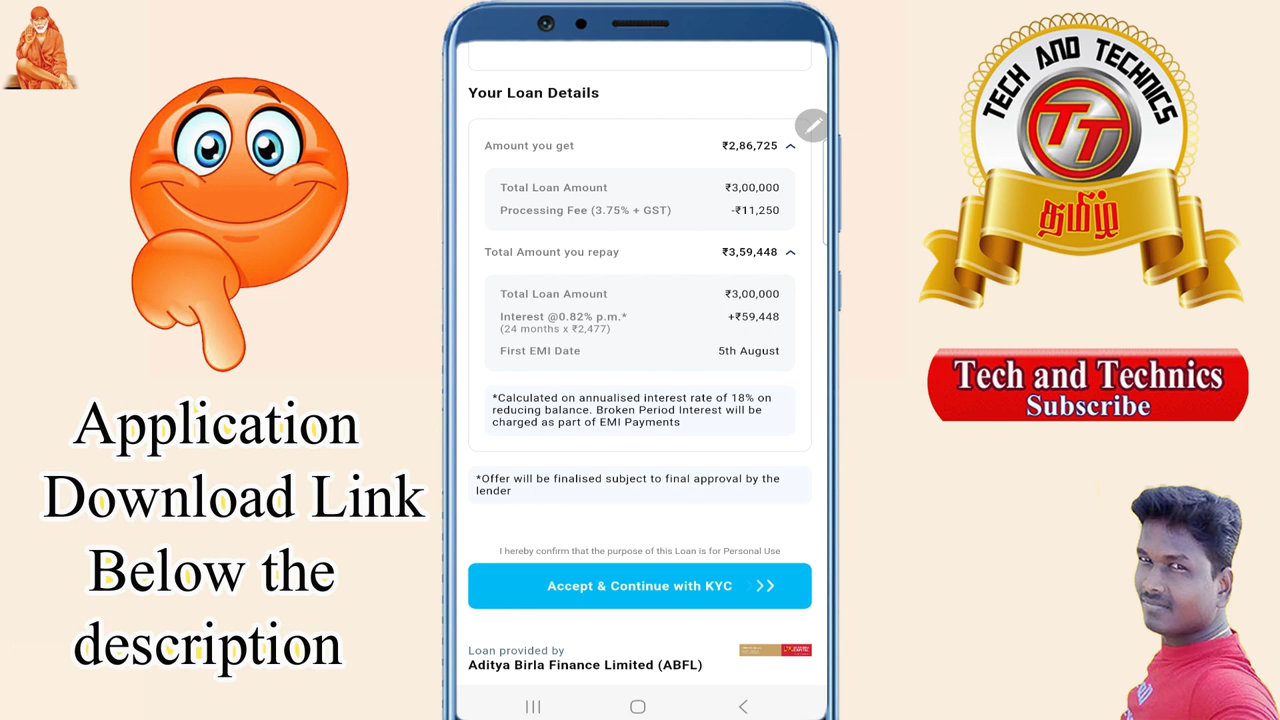 Your Loan Details
Amount you get ₹2,86,725
Total Loan Amount ₹3,00,000
Processing Fee (3.75% + GST) -₹11,250
Total Amount you repay ₹3,59,448
Total Loan Amount ₹3,00,000
Interest @0.82% p.m.* +₹59,448
(24 months x ₹2,477)
First EMI Date 5th August
*Calculated on annualised interest rate of 18% on
reducing balance. Broken Period Interest will be
charged as part of EMI Payments
*Offer will be finalised subject to final approval by the
lender
I hereby confirm that the purpose of this Loan is for Personal Use
Accept & Continue with KYC
Loan provided by
Aditya Birla Finance Limited (ABFL)
Application
Download Link
Below the
description
TECH AND TECHNICS
TT
தமிழ்
Tech and Technics
Subscribe